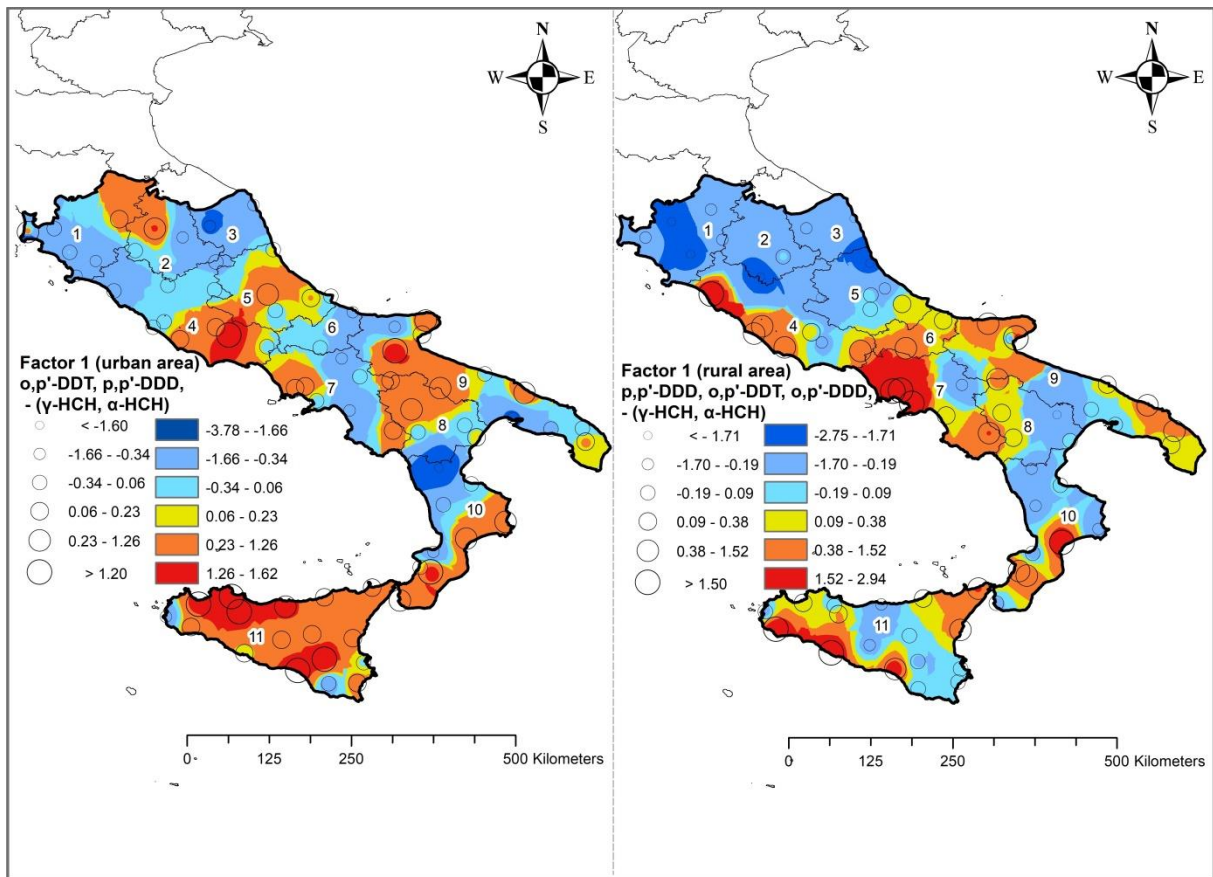 N
W E
S
1
2
3
4
5
6
7
8
9
10
11
Factor 1 (urban area)
o,p'-DDT, p,p'-DDD,
- (γ-HCH, α-HCH)
< -1.60 -3.78 - -1.66
-1.66 - -0.34 -1.66 - -0.34
-0.34 - 0.06 -0.34 - 0.06
0.06 - 0.23 0.06 - 0.23
0.23 - 1.26 0.23 - 1.26
> 1.20 1.26 - 1.62
0 125 250 500 Kilometers
N
W E
S
1
2
3
4
5
6
7
8
9
10
11
Factor 1 (rural area)
p,p'-DDD, o,p'-DDT, o,p'-DDD,
- (γ-HCH, α-HCH)
< - 1.71 -2.75 - -1.71
-1.70 - -0.19 -1.70 - -0.19
-0.19 - 0.09 -0.19 - 0.09
0.09 - 0.38 0.09 - 0.38
0.38 - 1.52 0.38 - 1.52
> 1.50 1.52 - 2.94
0 125 250 500 Kilometers